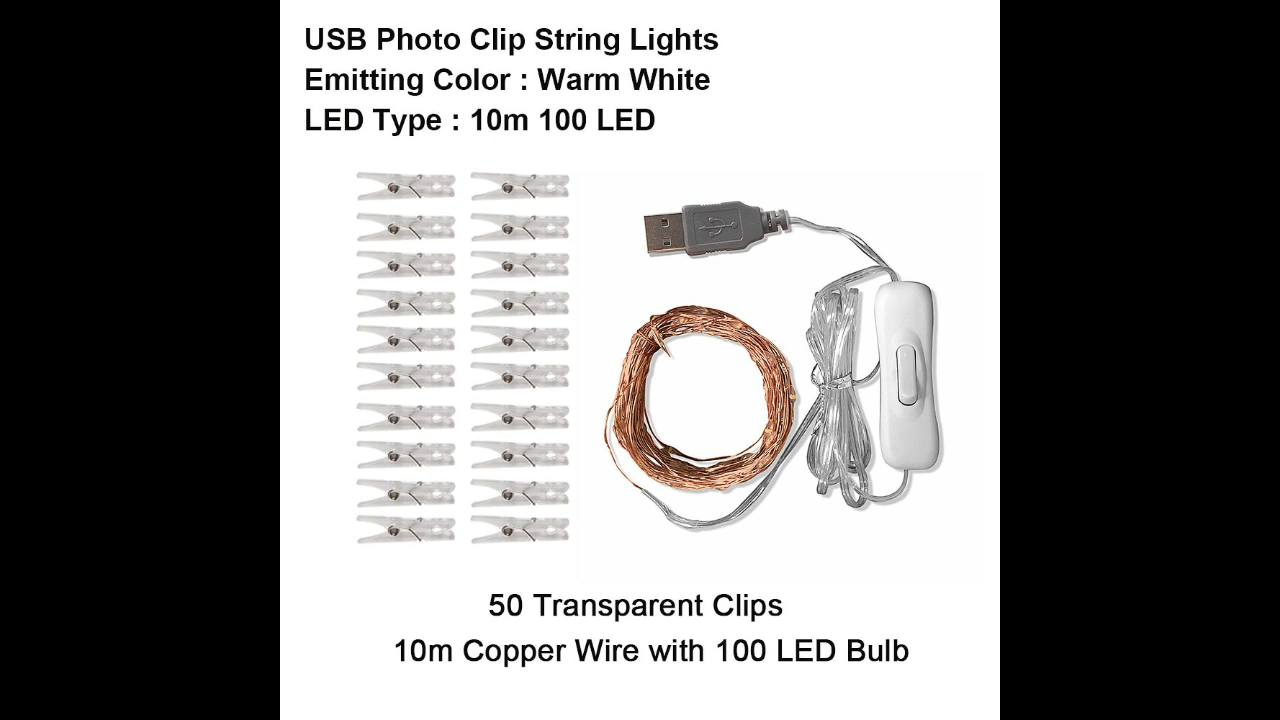 USB Photo Clip String Lights
Emitting Color : Warm White
LED Type : 10m 100 LED
50 Transparent Clips
10m Copper Wire with 100 LED Bulb